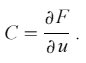 C = ∂F/∂u .